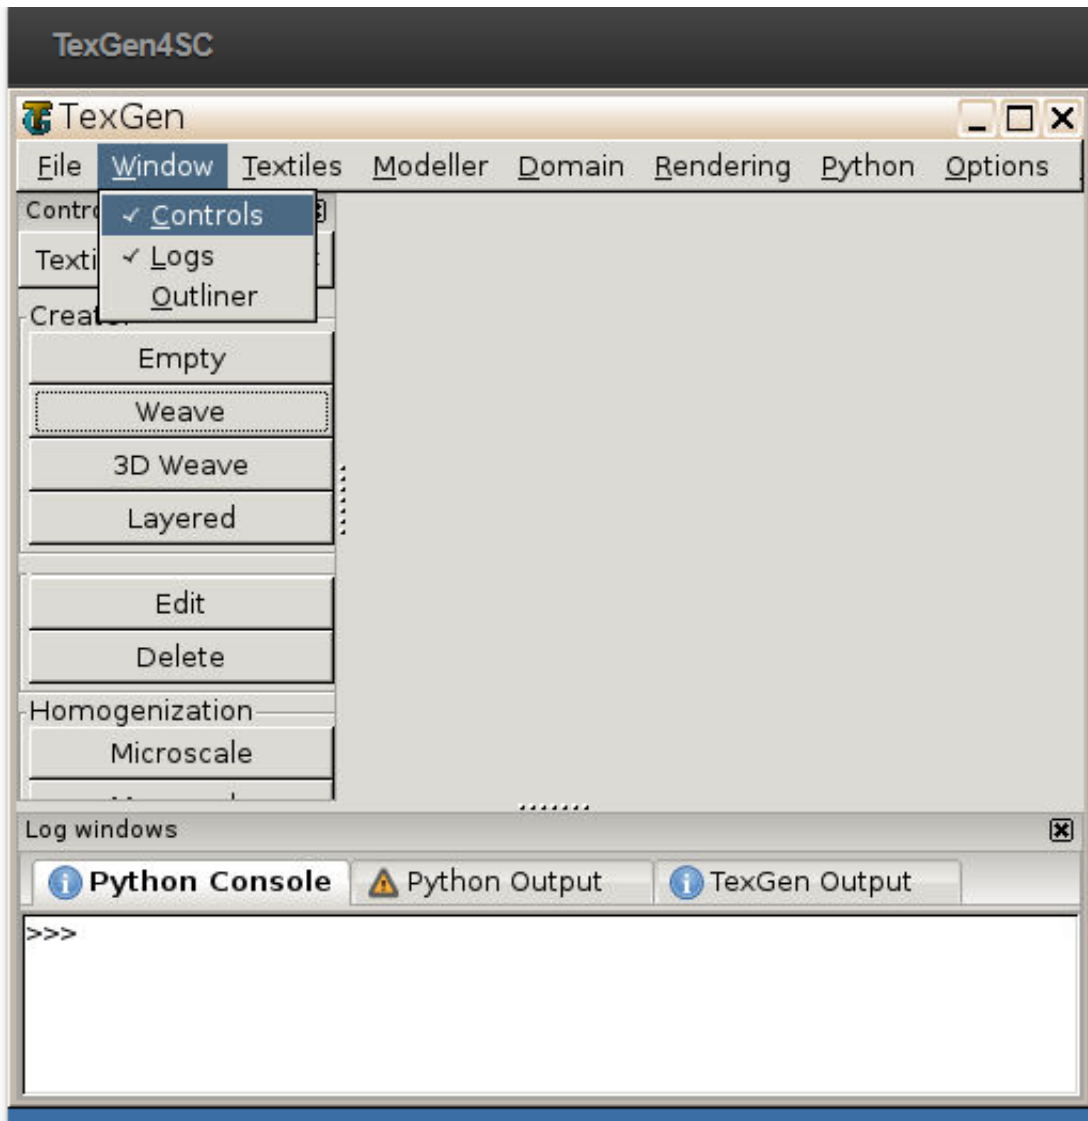 TexGen4SC
TexGen
File Window Textiles Modeller Domain Rendering Python Options
Controls
Logs
Outliner
Empty
Weave
3D Weave
Layered
Edit
Delete
Homogenization
Microscale
Log windows
Python Console Python Output TexGen Output
>>>